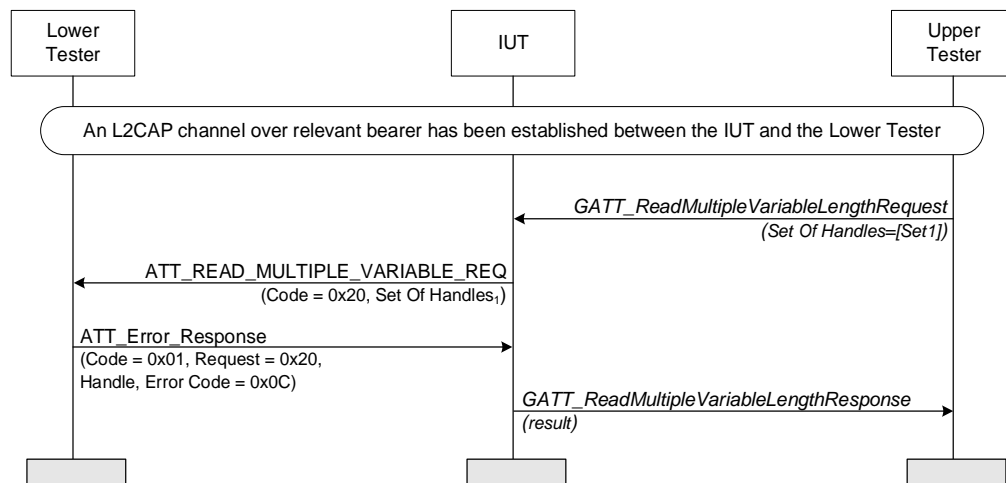 Lower
Tester
IUT
Upper
Tester
An L2CAP channel over relevant bearer has been established between the IUT and the Lower Tester
GATT_ReadMultipleVariableLengthRequest
(Set Of Handles=[Set1])
ATT_READ_MULTIPLE_VARIABLE_REQ
(Code = 0x20, Set Of Handles₁)
ATT_Error_Response
(Code = 0x01, Request = 0x20,
Handle, Error Code = 0x0C)
GATT_ReadMultipleVariableLengthResponse
(result)